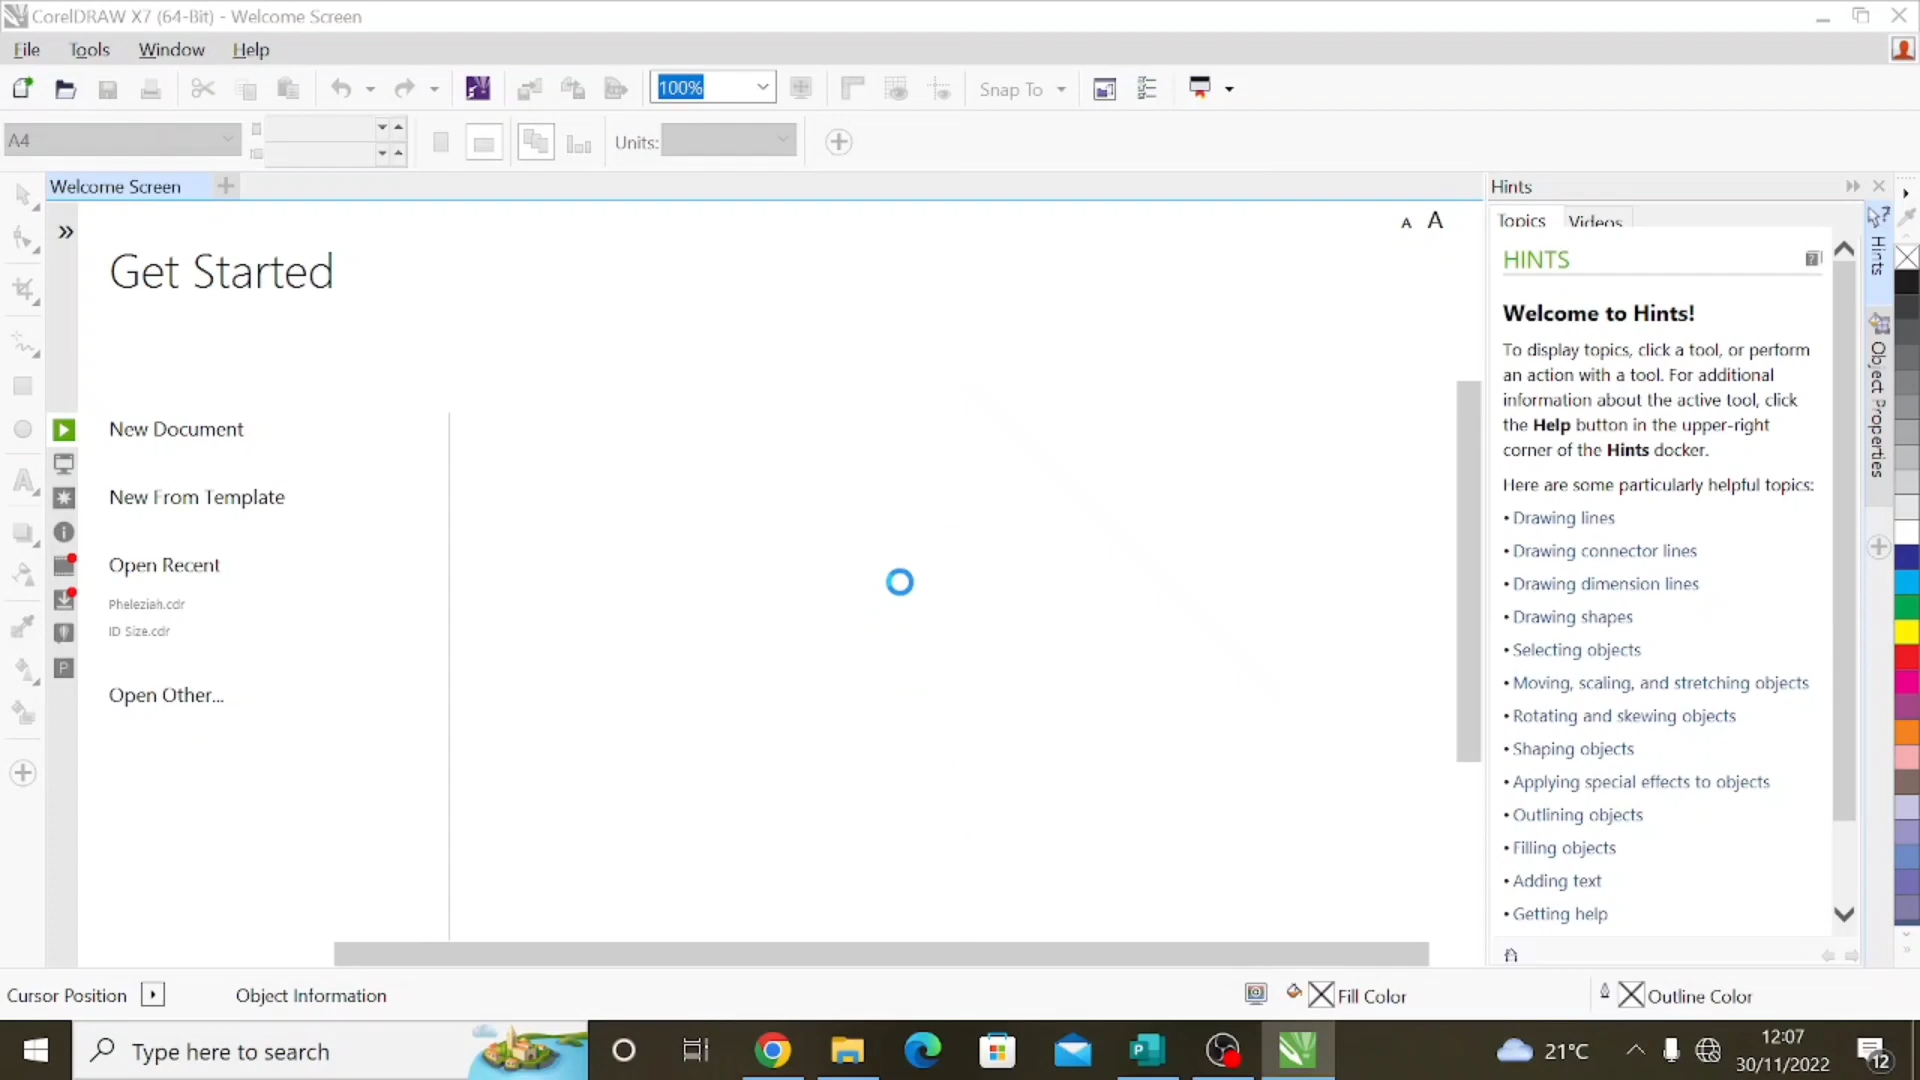 CorelDRAW X7 (64-Bit) - Welcome Screen
File Tools Window Help
100%
Snap To
A4
Units:
Welcome Screen
A A
Get Started
New Document
New From Template
Open Recent
Pheleziah.cdr
ID Size.cdr
Open Other...
Hints
Topics Videos
HINTS
Welcome to Hints!
To display topics, click a tool, or perform
an action with a tool. For additional
information about the active tool, click
the Help button in the upper-right
corner of the Hints docker.
Here are some particularly helpful topics:
• Drawing lines
• Drawing connector lines
• Drawing dimension lines
• Drawing shapes
• Selecting objects
• Moving, scaling, and stretching objects
• Rotating and skewing objects
• Shaping objects
• Applying special effects to objects
• Outlining objects
• Filling objects
• Adding text
• Getting help
Hints
Object Properties
Cursor Position
Object Information
Fill Color
Outline Color
Type here to search
21°C
12:07
30/11/2022
12